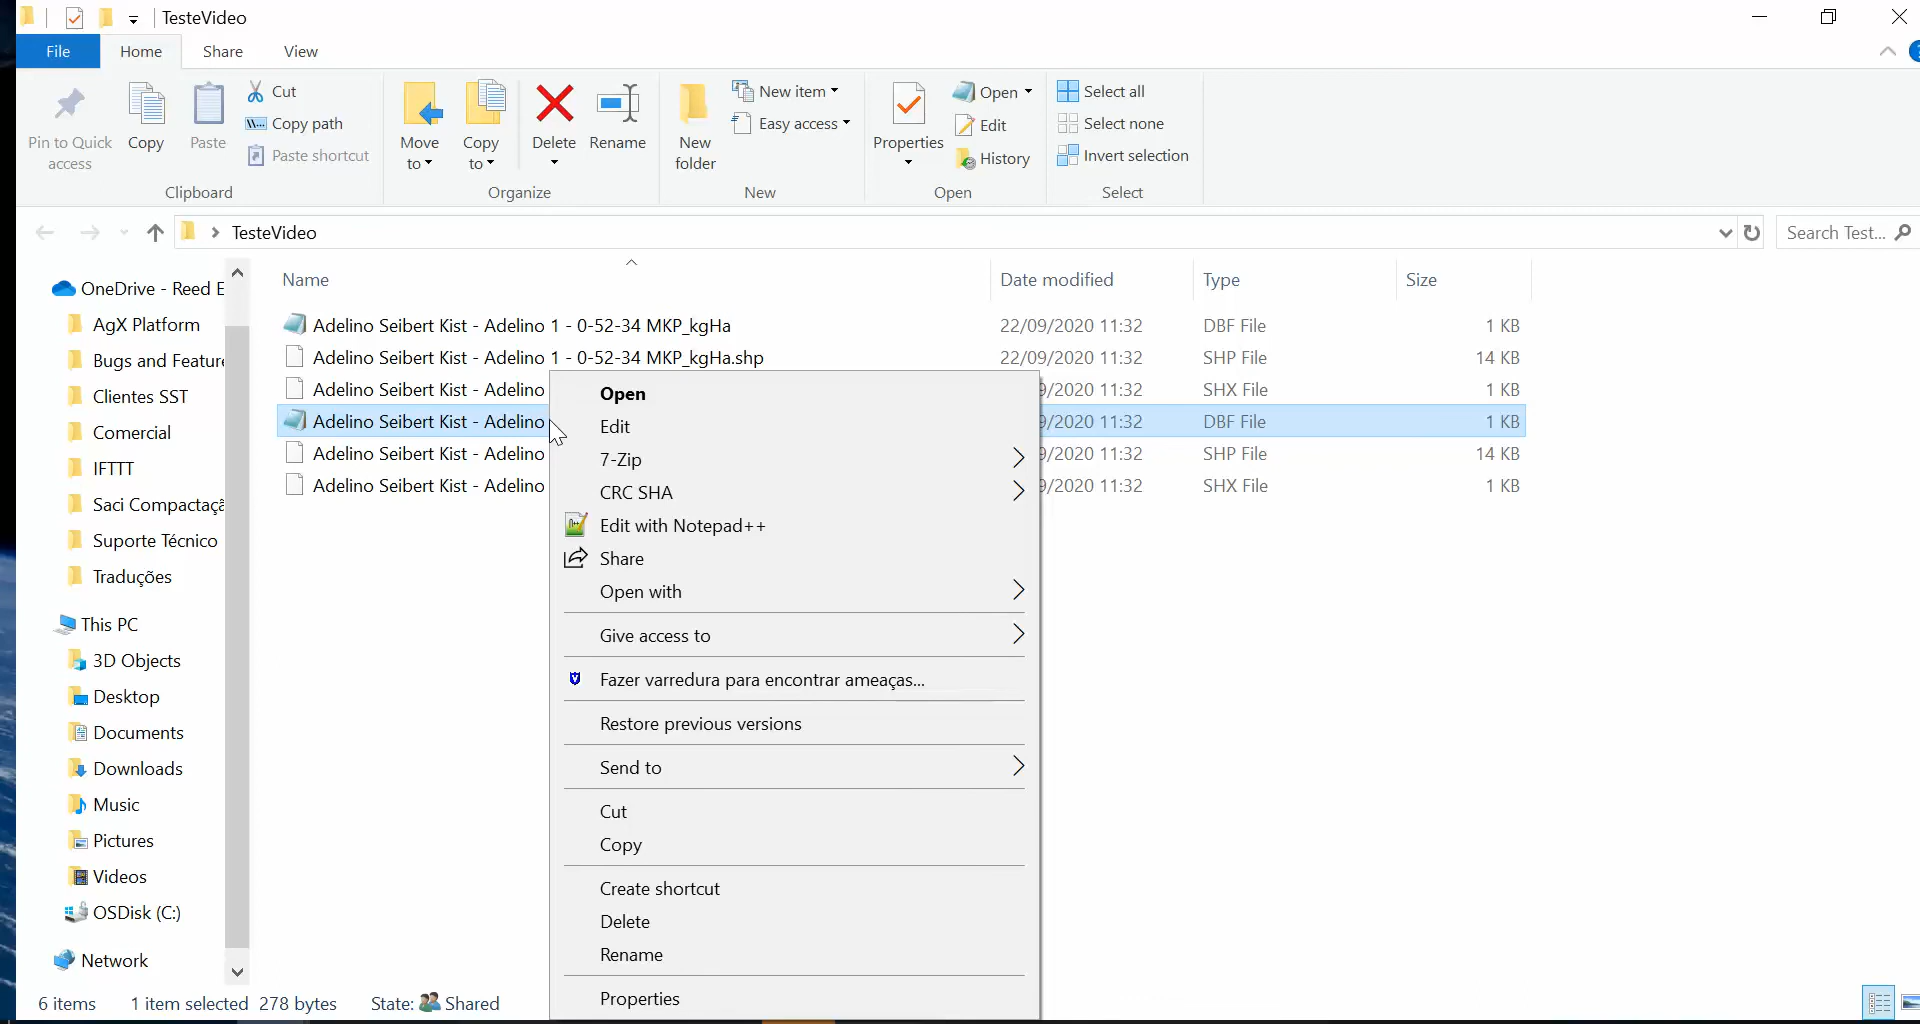 TesteVideo
File Home Share View
Pin to Quick access
Copy
Paste
Cut
Copy path
Paste shortcut
Clipboard
Move to
Copy to
Delete
Rename
Organize
New folder
New item
Easy access
New
Properties
Open
Edit
History
Open
Select all
Select none
Invert selection
Select
TesteVideo
Search Test...
OneDrive - Reed E
AgX Platform
Bugs and Feature
Clientes SST
Comercial
IFTTT
Saci Compactaçã
Suporte Técnico
Traduções
This PC
3D Objects
Desktop
Documents
Downloads
Music
Pictures
Videos
OSDisk (C:)
Network
Name Date modified Type Size
Adelino Seibert Kist - Adelino 1 - 0-52-34 MKP_kgHa 22/09/2020 11:32 DBF File 1 KB
Adelino Seibert Kist - Adelino 1 - 0-52-34 MKP_kgHa.shp 22/09/2020 11:32 SHP File 14 KB
Adelino Seibert Kist - Adelino 9/2020 11:32 SHX File 1 KB
Adelino Seibert Kist - Adelino 9/2020 11:32 DBF File 1 KB
Adelino Seibert Kist - Adelino 9/2020 11:32 SHP File 14 KB
Adelino Seibert Kist - Adelino 9/2020 11:32 SHX File 1 KB
Open
Edit
7-Zip
CRC SHA
Edit with Notepad++
Share
Open with
Give access to
Fazer varredura para encontrar ameaças...
Restore previous versions
Send to
Cut
Copy
Create shortcut
Delete
Rename
Properties
6 items 1 item selected 278 bytes State: Shared